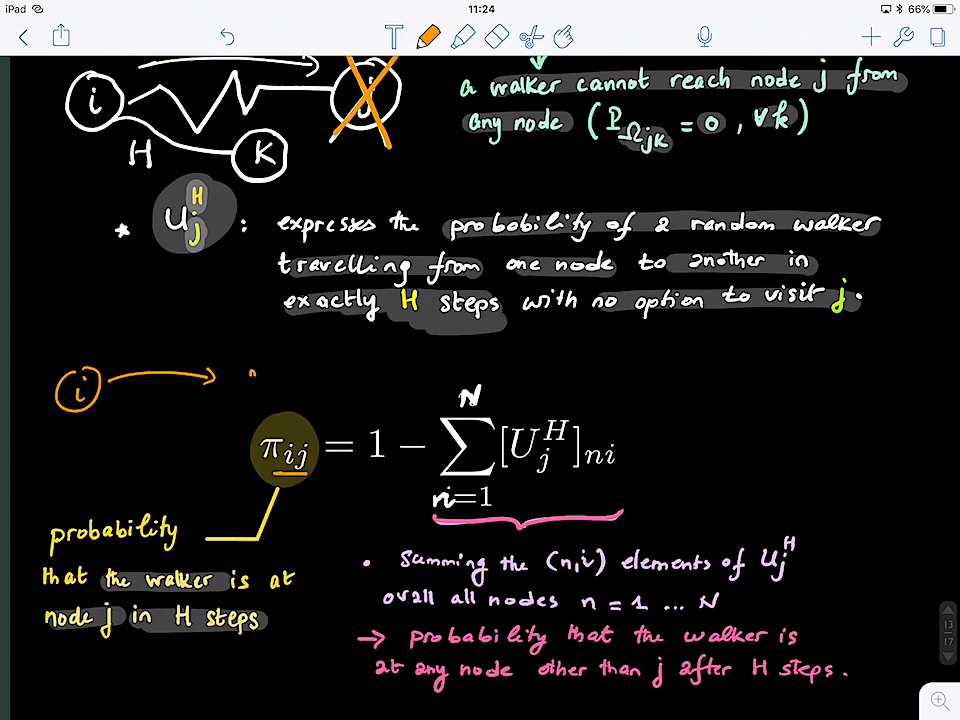 iPad
11:24
66%
T
i
j
H
K
a walker cannot reach node j from
any node ( P_Ω_jk = 0 , ∀k )
* U_j^H : expresses the probability of a random walker
travelling from one node to another in
exactly H steps with no option to visit j.
i
π_ij = 1 − ∑_{n=1}^{N} [U_j^H]_ni
probability
that the walker is at
node j in H steps
• Summing the (n,i) elements of U_j^H
overall all nodes n = 1 ... N
→ probability that the walker is
at any node other than j after H steps.
13
17